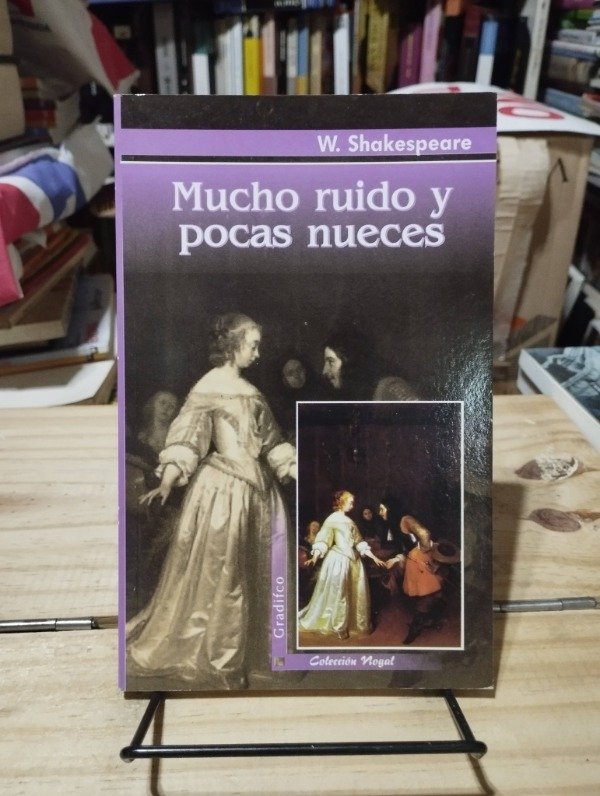 W. Shakespeare
Mucho ruido y
pocas nueces
Gradifco
Colección Nogal